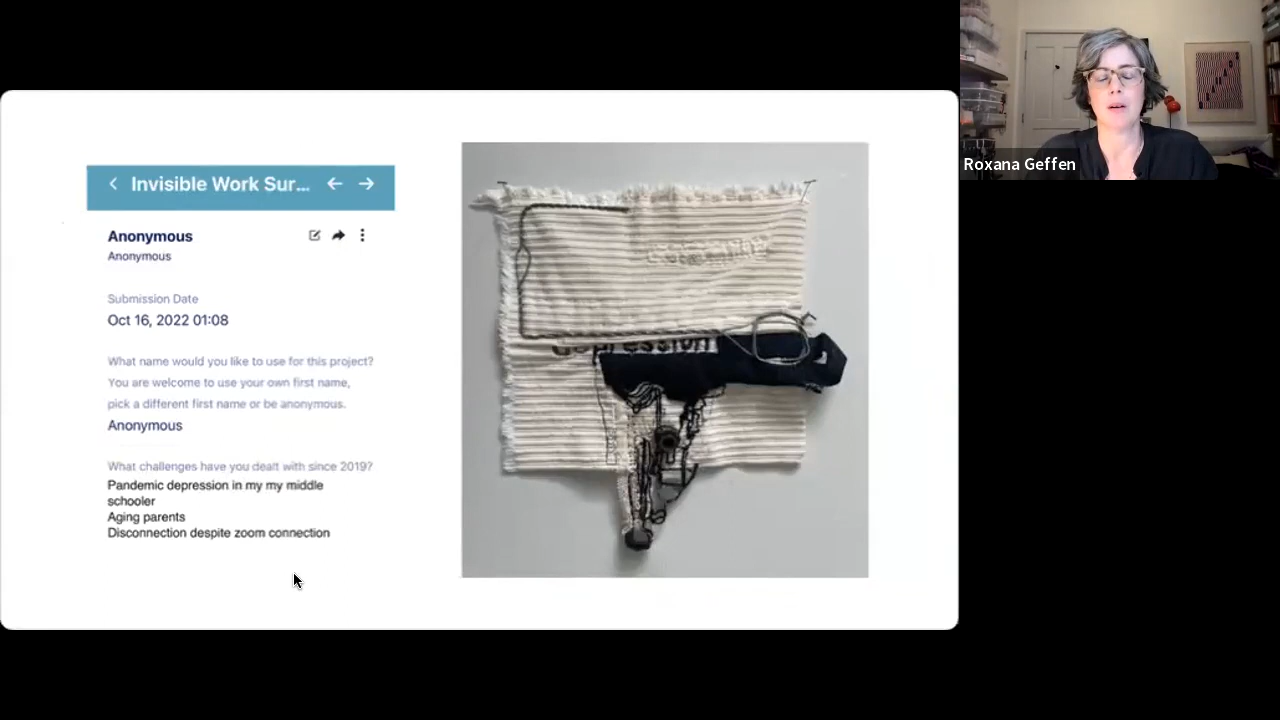 Invisible Work Sur...
Anonymous
Anonymous
Submission Date
Oct 16, 2022 01:08
What name would you like to use for this project?
You are welcome to use your own first name,
pick a different first name or be anonymous.
Anonymous
What challenges have you dealt with since 2019?
Pandemic depression in my my middle
schooler
Aging parents
Disconnection despite zoom connection
depression
Roxana Geffen